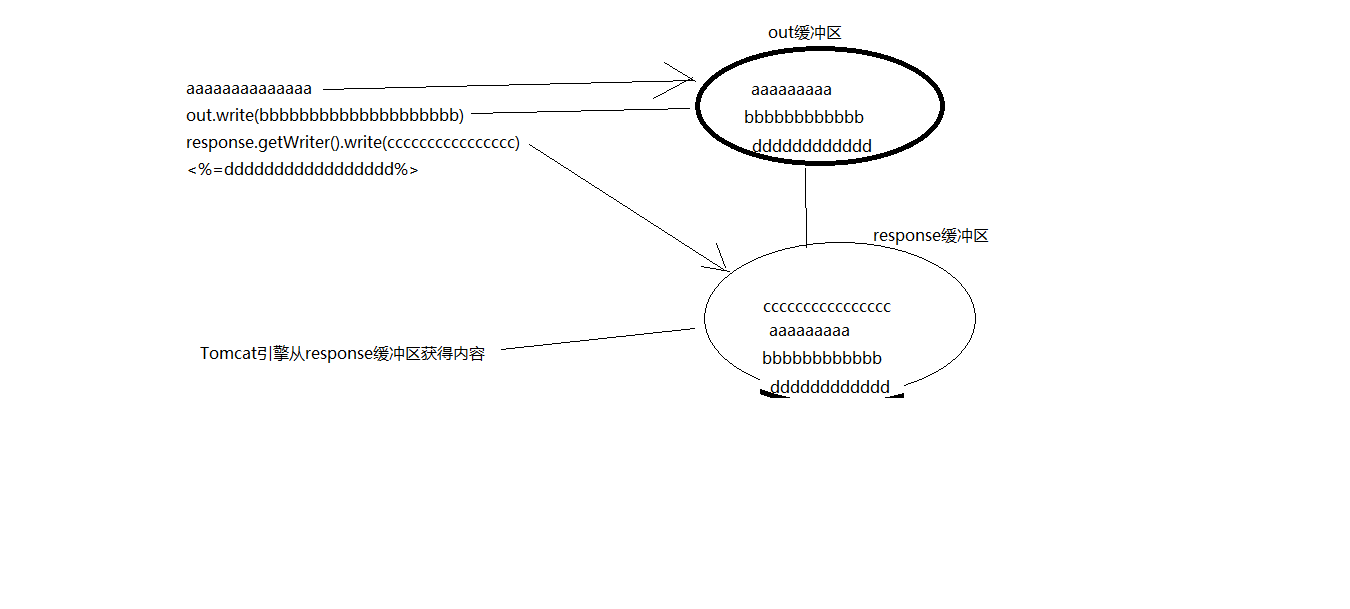 out缓冲区
aaaaaaaaaaaaaa
out.write(bbbbbbbbbbbbbbbbbbbb)
response.getWriter().write(cccccccccccccccc)
<%=ddddddddddddddddd%>
aaaaaaaaa
bbbbbbbbbbbb
dddddddddddd
response缓冲区
cccccccccccccccc
aaaaaaaaa
bbbbbbbbbbbb
dddddddddddd
Tomcat引擎从response缓冲区获得内容